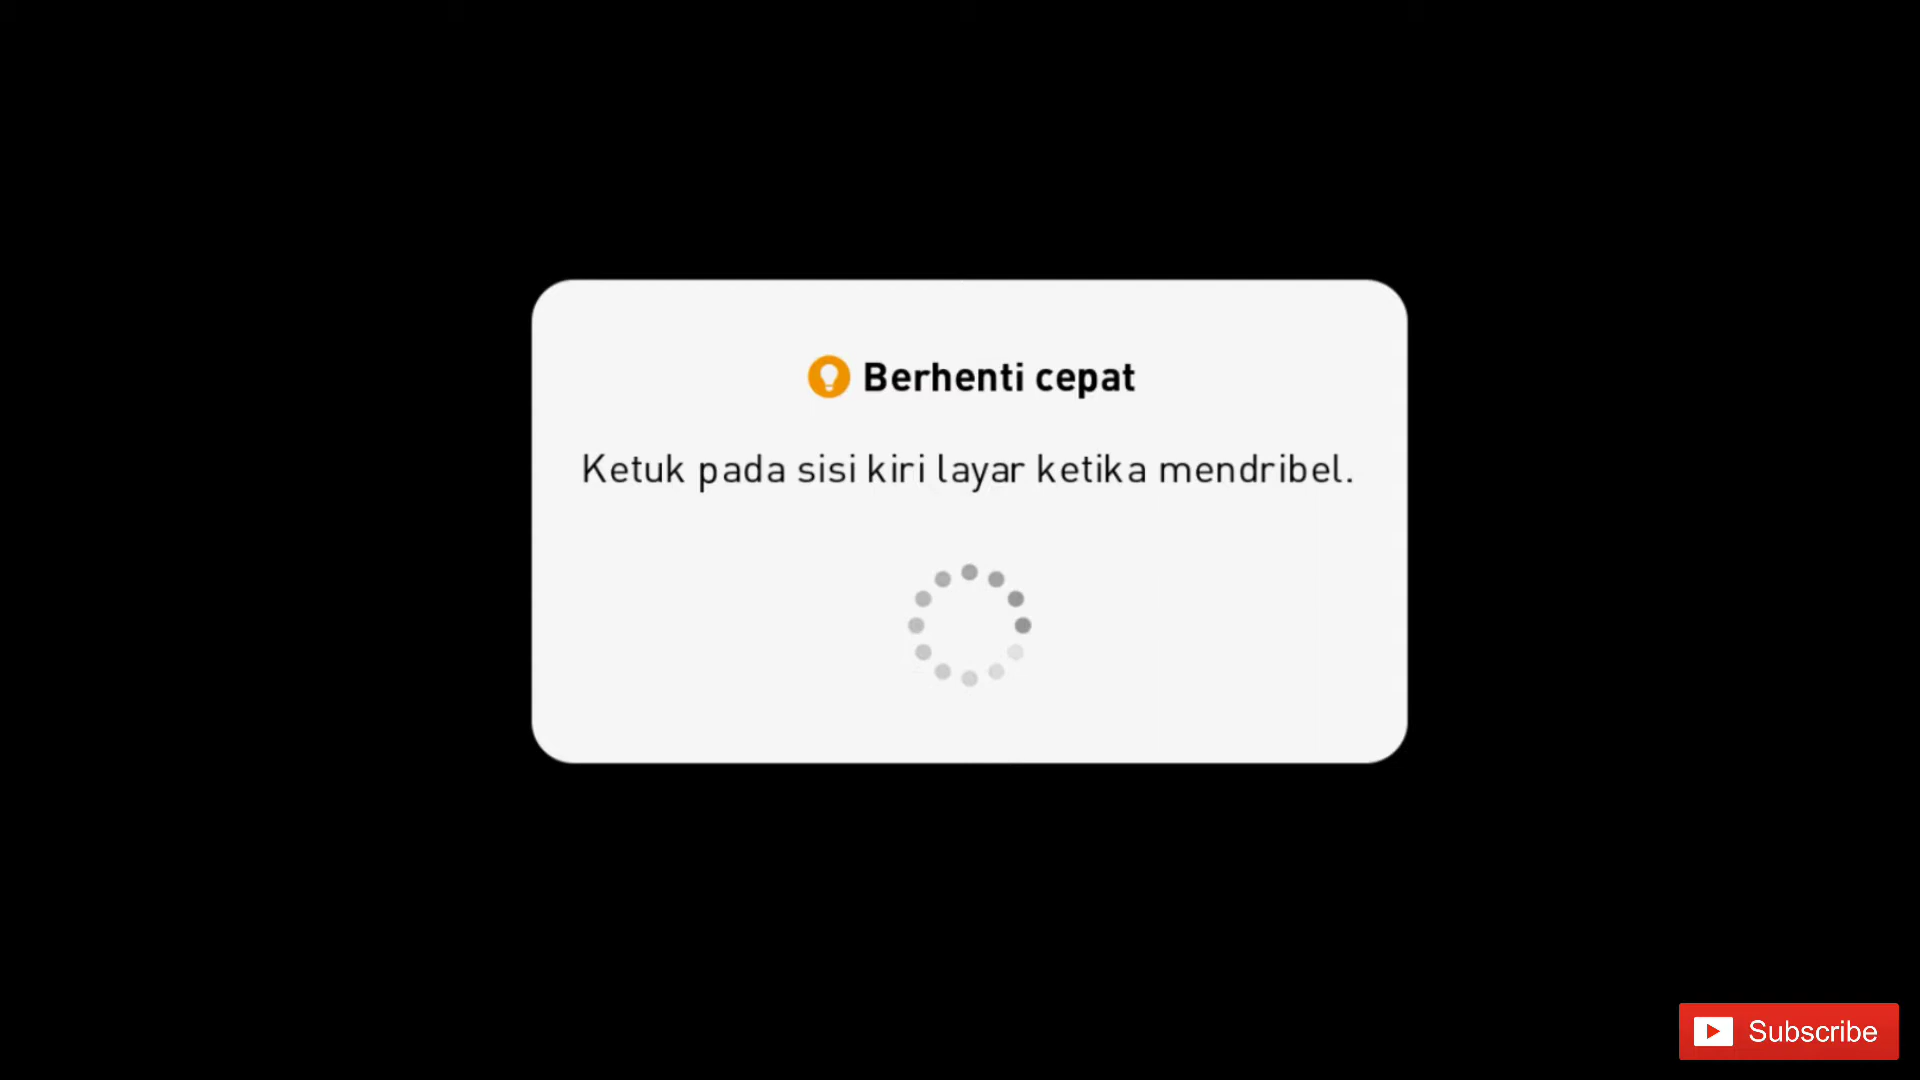 Berhenti cepat
Ketuk pada sisi kiri layar ketika mendribel.
Subscribe